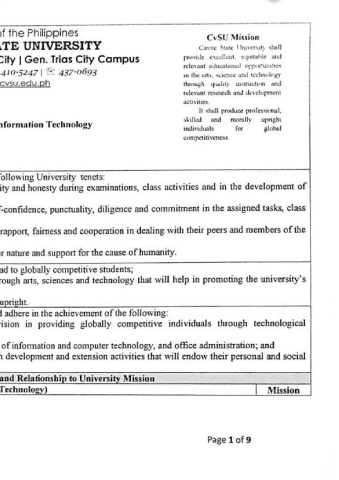 of the Philippines
ATE UNIVERSITY
City | Gen. Trias City Campus
410-5247 | ☏ 437-0693
cvsu.edu.ph
nformation Technology
CvSU Mission
Cavite State University shall
provide excellent, equitable and
relevant educational opportunities
in the arts, science and technology
through quality instruction and
relevant research and development
activities.
It shall produce professional,
skilled and morally upright
individuals for global
competitiveness.
following University tenets:
ity and honesty during examinations, class activities and in the development of
f-confidence, punctuality, diligence and commitment in the assigned tasks, class
rapport, fairness and cooperation in dealing with their peers and members of the
r nature and support for the cause of humanity.
ad to globally competitive students;
rough arts, sciences and technology that will help in promoting the university's
upright.
d adhere in the achievement of the following:
vision in providing globally competitive individuals through technological
of information and computer technology, and office administration; and
h development and extension activities that will endow their personal and social
and Relationship to University Mission
Technology) Mission
Page 1 of 9